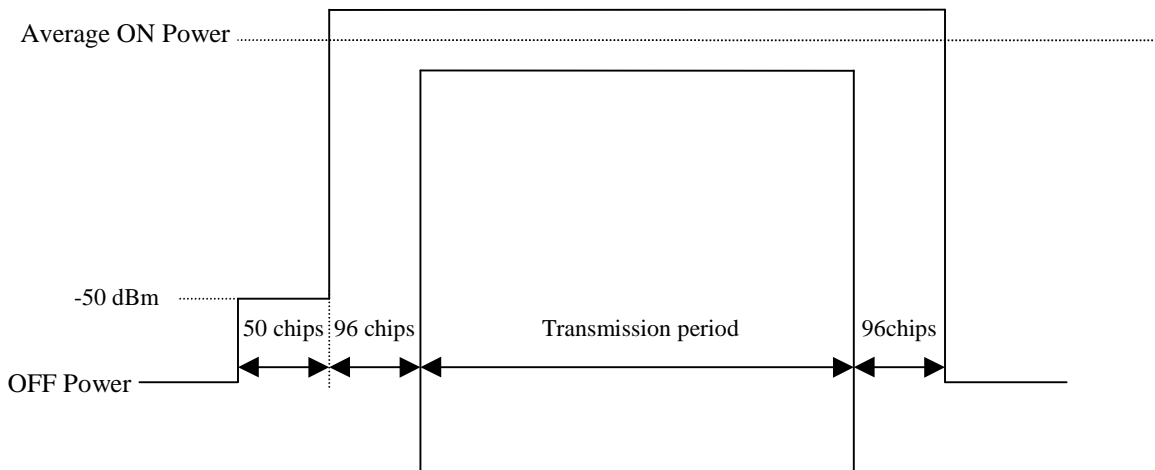 Average ON Power
-50 dBm
50 chips 96 chips Transmission period 96chips
OFF Power